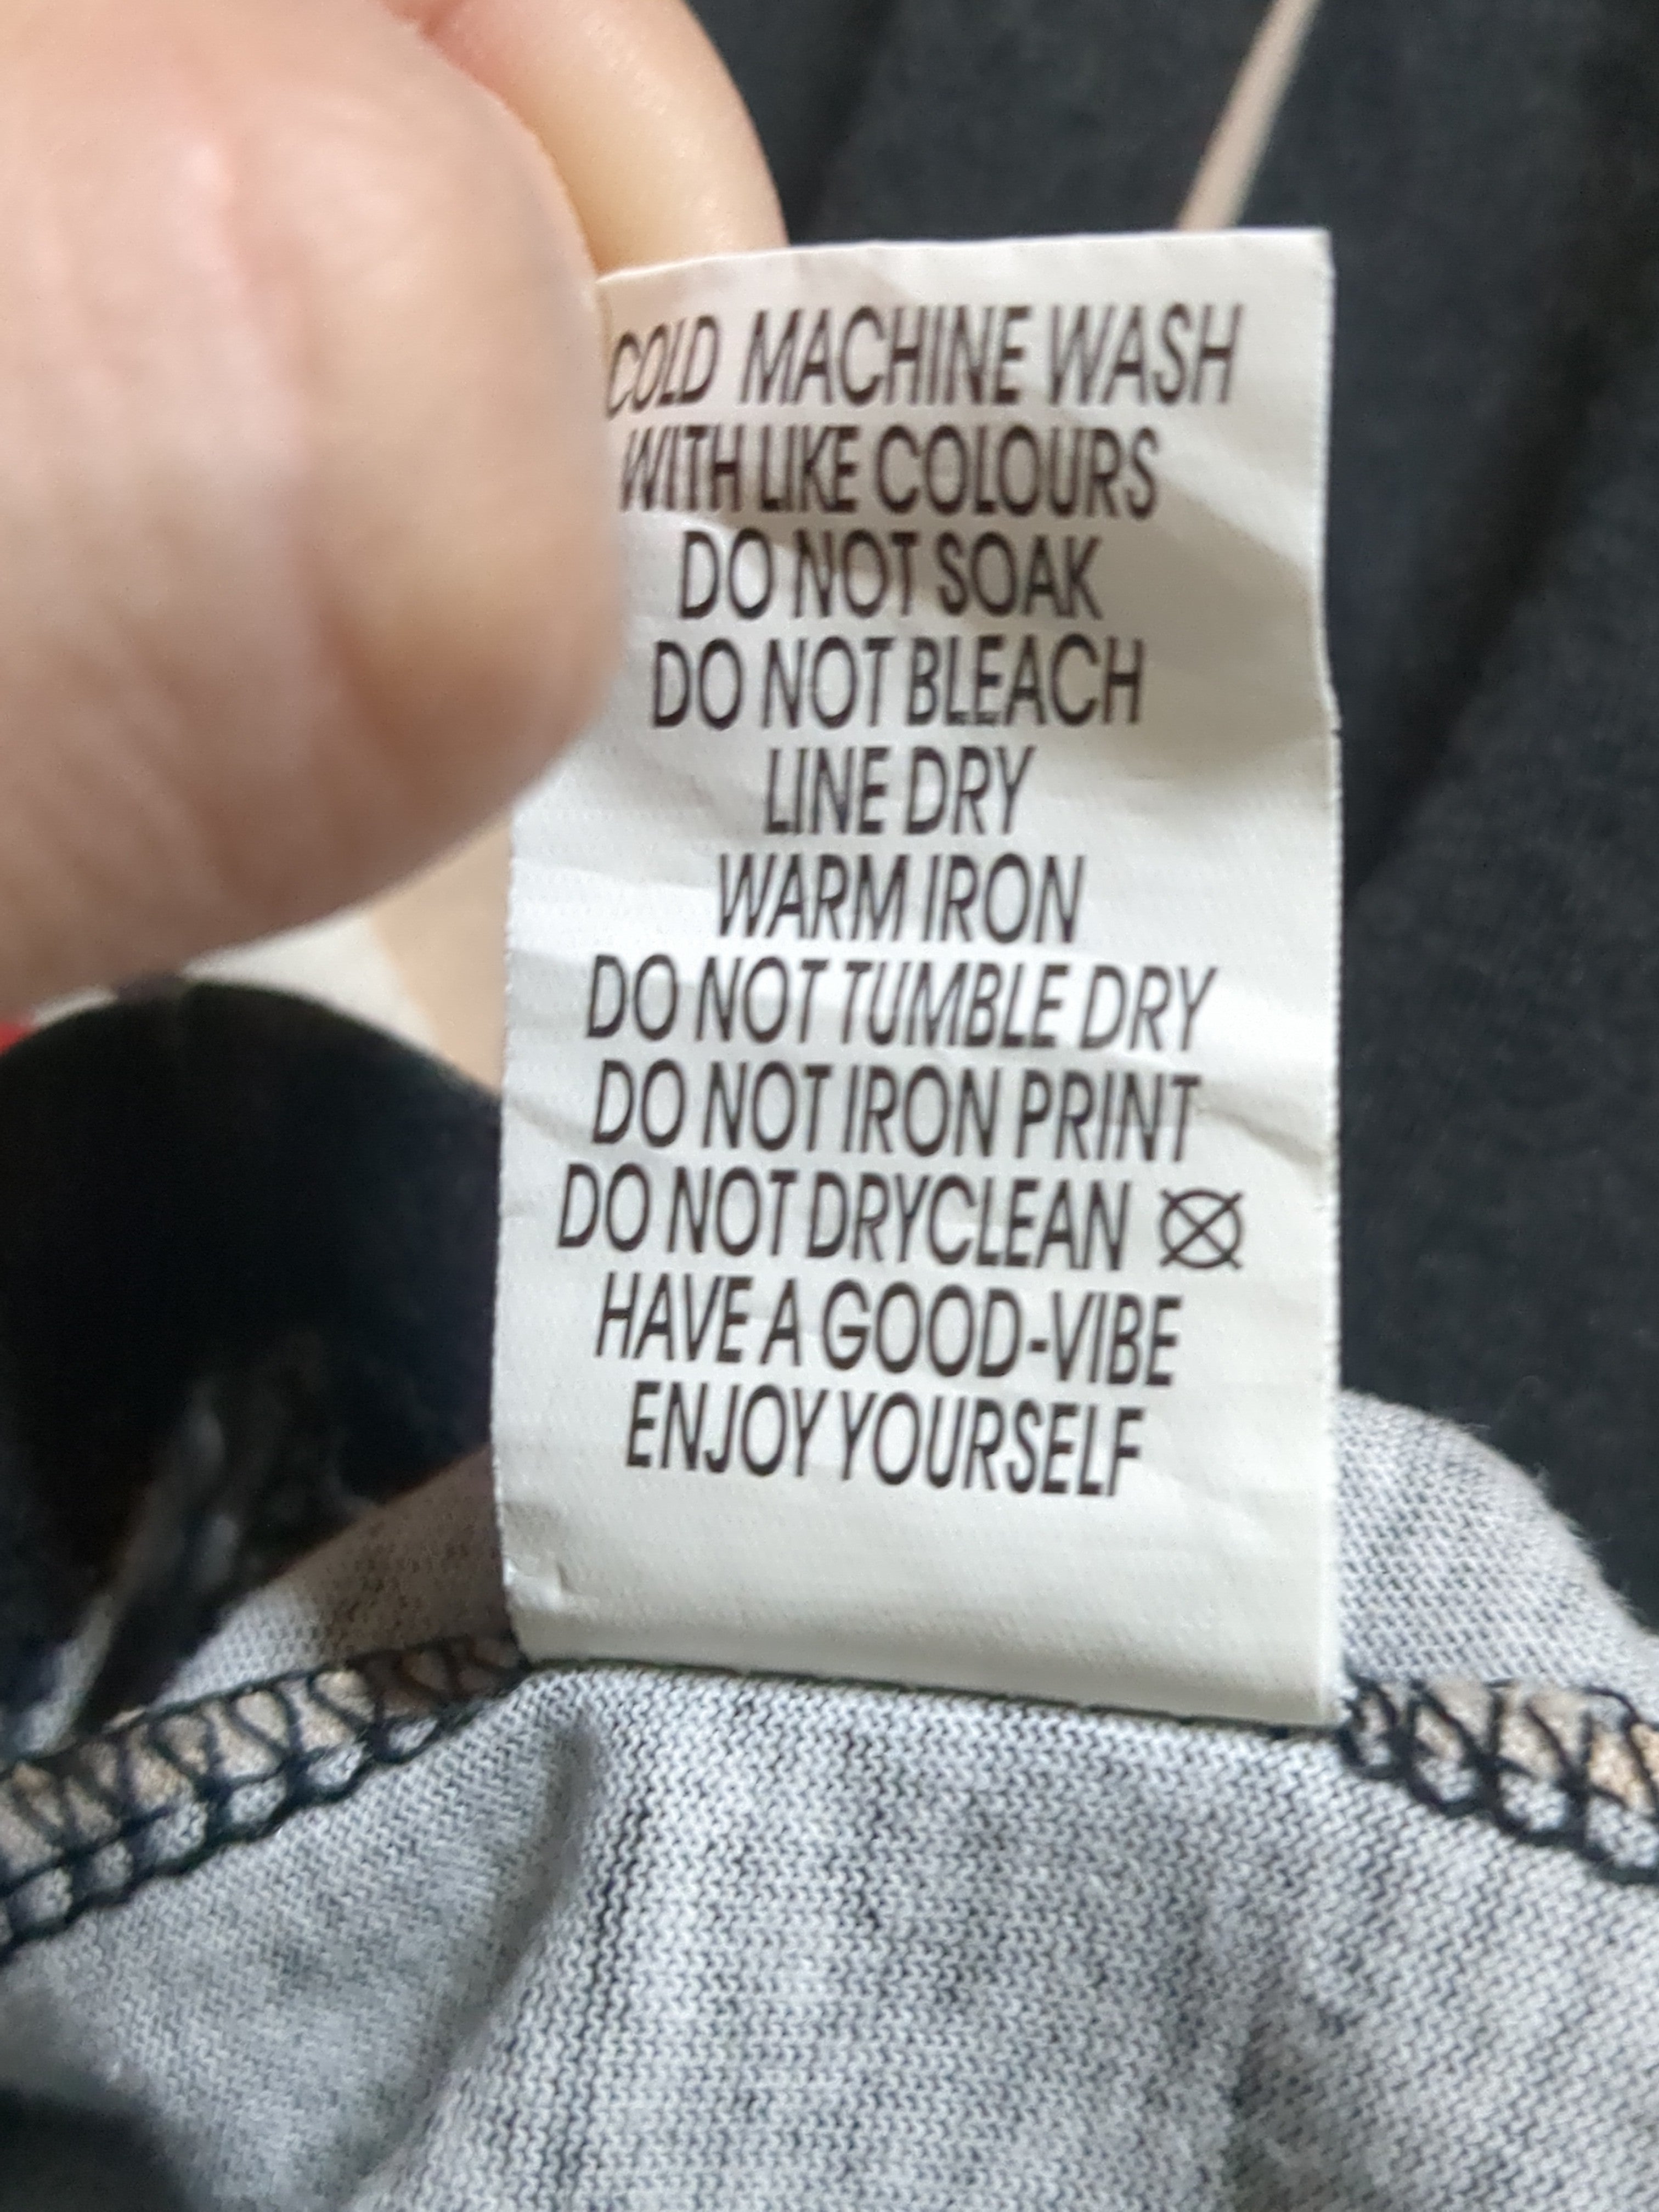 COLD MACHINE WASH
WITH LIKE COLOURS
DO NOT SOAK
DO NOT BLEACH
LINE DRY
WARM IRON
DO NOT TUMBLE DRY
DO NOT IRON PRINT
DO NOT DRYCLEAN
HAVE A GOOD-VIBE
ENJOY YOURSELF